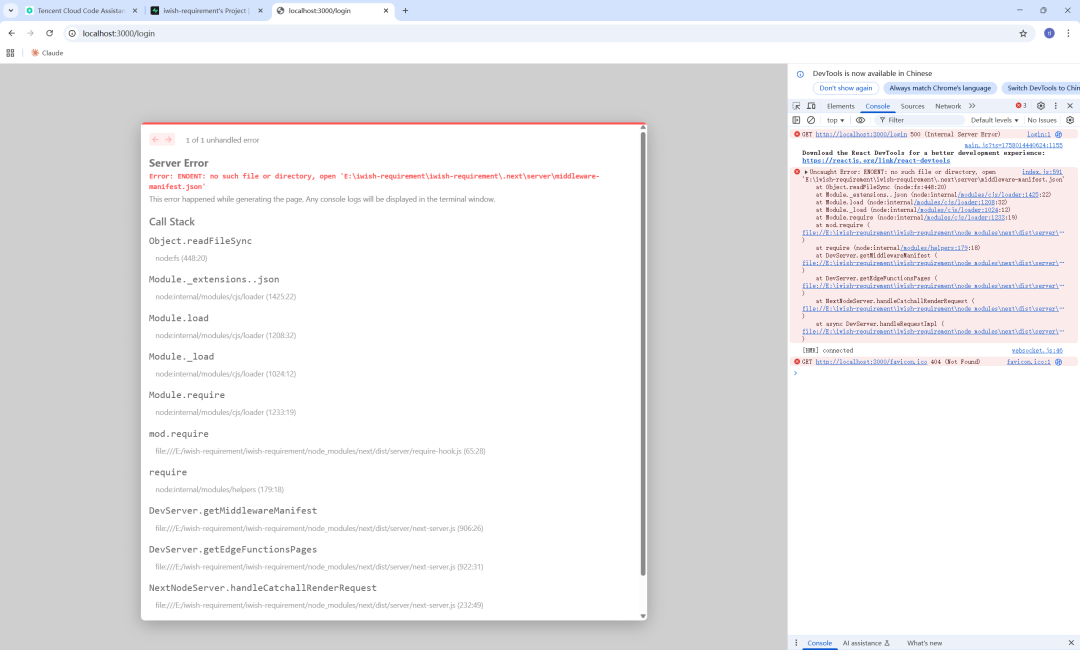 Tencent Cloud Code Assistan
iwish-requirement's Project |
localhost:3000/login
localhost:3000/login
Claude
1 of 1 unhandled error
Server Error
Error: ENOENT: no such file or directory, open 'E:\iwish-requirement\iwish-requirement\.next\server\middleware-
manifest.json'
This error happened while generating the page. Any console logs will be displayed in the terminal window.
Call Stack
Object.readFileSync
node:fs (448:20)
Module._extensions..json
node:internal/modules/cjs/loader (1425:22)
Module.load
node:internal/modules/cjs/loader (1208:32)
Module._load
node:internal/modules/cjs/loader (1024:12)
Module.require
node:internal/modules/cjs/loader (1233:19)
mod.require
file:///E:/iwish-requirement/iwish-requirement/node_modules/next/dist/server/require-hook.js (65:28)
require
node:internal/modules/helpers (179:18)
DevServer.getMiddlewareManifest
file:///E:/iwish-requirement/iwish-requirement/node_modules/next/dist/server/next-server.js (906:26)
DevServer.getEdgeFunctionsPages
file:///E:/iwish-requirement/iwish-requirement/node_modules/next/dist/server/next-server.js (922:31)
NextNodeServer.handleCatchallRenderRequest
file:///E:/iwish-requirement/iwish-requirement/node_modules/next/dist/server/next-server.js (232:49)
DevTools is now available in Chinese
Don't show again Always match Chrome's language Switch DevTools to Chin
Elements Console Sources Network 3
top Filter Default levels No Issues
GET http://localhost:3000/login 500 (Internal Server Error) login:1
main.js?ts=1758014440624:1155
Download the React DevTools for a better development experience:
https://reactjs.org/link/react-devtools
Uncaught Error: ENOENT: no such file or directory, open index.js:591
'E:\iwish-requirement\iwish-requirement\.next\server\middleware-manifest.json'
at Object.readFileSync (node:fs:448:20)
at Module._extensions..json (node:internal/modules/cjs/loader:1425:22)
at Module.load (node:internal/modules/cjs/loader:1208:32)
at Module._load (node:internal/modules/cjs/loader:1024:12)
at Module.require (node:internal/modules/cjs/loader:1233:19)
at mod.require (
file://E:\iwish-requirement\iwish-requirement\node_modules\next\dist\server\…
)
at require (node:internal/modules/helpers:179:18)
at DevServer.getMiddlewareManifest (
file://E:\iwish-requirement\iwish-requirement\node_modules\next\dist\server\…
)
at DevServer.getEdgeFunctionsPages (
file://E:\iwish-requirement\iwish-requirement\node_modules\next\dist\server\…
)
at NextNodeServer.handleCatchallRenderRequest (
file://E:\iwish-requirement\iwish-requirement\node_modules\next\dist\server\…
)
at async DevServer.handleRequestImpl (
file://E:\iwish-requirement\iwish-requirement\node_modules\next\dist\server\…
)
[HMR] connected websocket.js:46
GET http://localhost:3000/favicon.ico 404 (Not Found) favicon.ico:1
Console AI assistance What's new